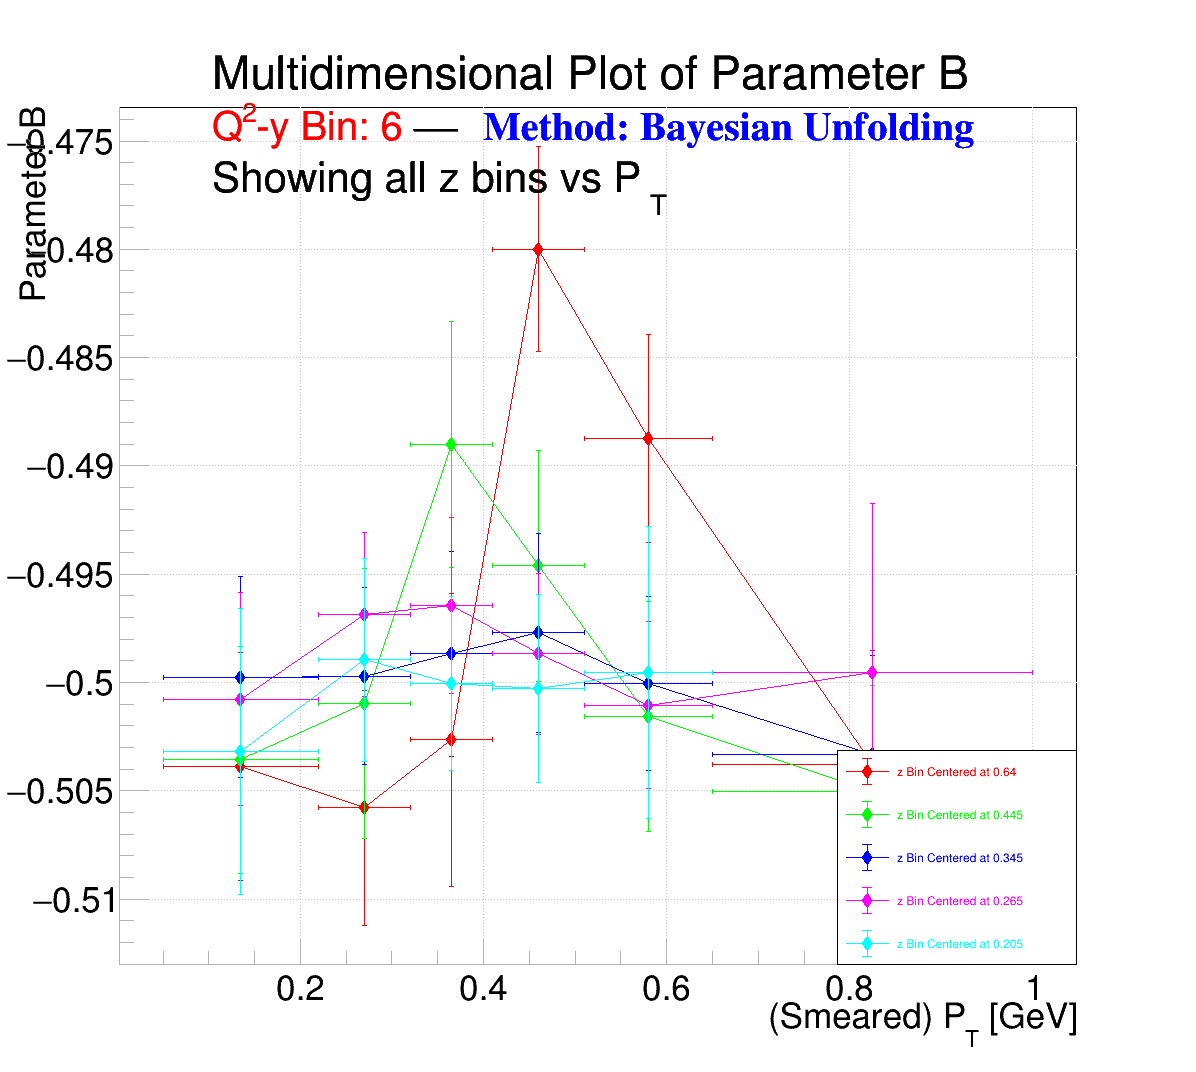 Multidimensional Plot of Parameter B
Q²-y Bin: 6 — Method: Bayesian Unfolding
Showing all z bins vs P_T
Parameter B
−0.475
−0.48
−0.485
−0.49
−0.495
−0.5
−0.505
−0.51
z Bin Centered at 0.64
z Bin Centered at 0.445
z Bin Centered at 0.345
z Bin Centered at 0.265
z Bin Centered at 0.205
0.2 0.4 0.6 0.8 1
(Smeared) P_T [GeV]